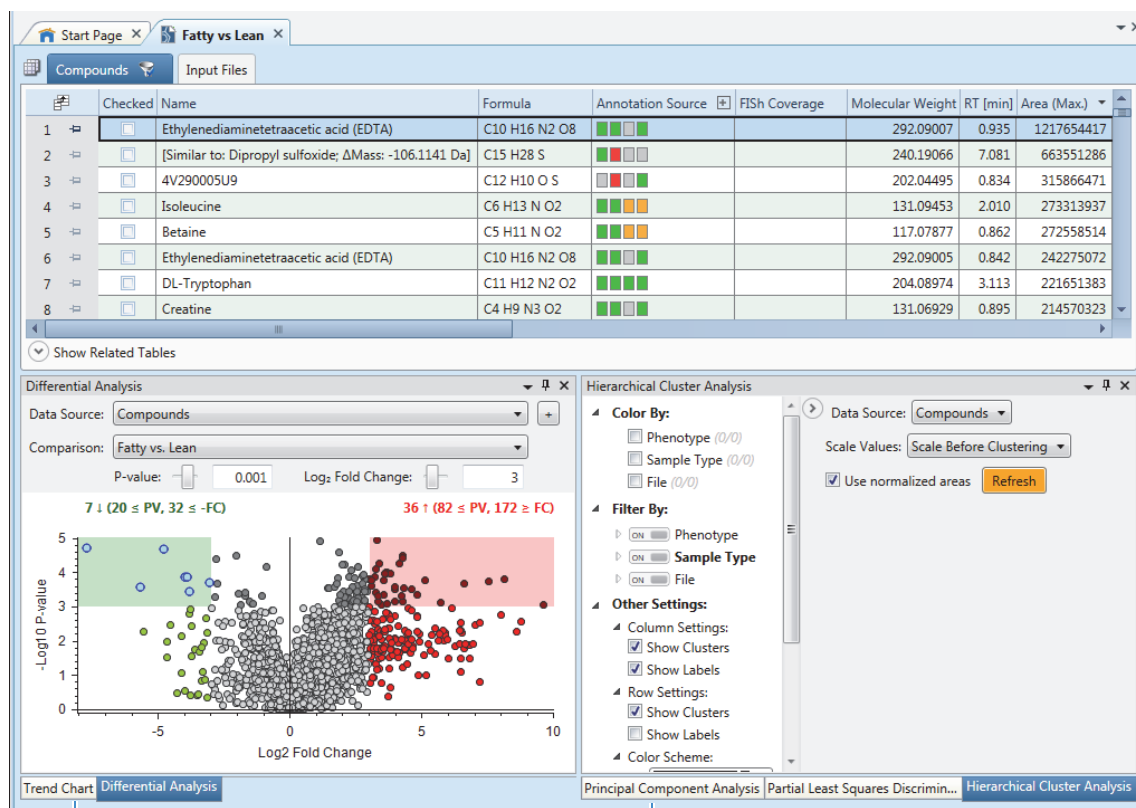 Start Page Fatty vs Lean
Compounds Input Files
Checked Name Formula Annotation Source FISh Coverage Molecular Weight RT [min] Area (Max.)
1 Ethylenediaminetetraacetic acid (EDTA) C10 H16 N2 O8 292.09007 0.935 1217654417
2 [Similar to: Dipropyl sulfoxide; ΔMass: -106.1141 Da] C15 H28 S 240.19066 7.081 663551286
3 4V290005U9 C12 H10 O S 202.04495 0.834 315866471
4 Isoleucine C6 H13 N O2 131.09453 2.010 273313937
5 Betaine C5 H11 N O2 117.07877 0.862 272558514
6 Ethylenediaminetetraacetic acid (EDTA) C10 H16 N2 O8 292.09005 0.842 242275072
7 DL-Tryptophan C11 H12 N2 O2 204.08974 3.113 221651383
8 Creatine C4 H9 N3 O2 131.06929 0.895 214570323
Show Related Tables
Differential Analysis
Data Source: Compounds +
Comparison: Fatty vs. Lean
P-value: 0.001 Log₂ Fold Change: 3
7 ↓ (20 ≤ PV, 32 ≤ -FC) 36 ↑ (82 ≤ PV, 172 ≥ FC)
5
4
3
2
1
0
-Log10 P-value
-5 0 5 10
Log2 Fold Change
Trend Chart Differential Analysis
Hierarchical Cluster Analysis
Color By:
Phenotype (0/0)
Sample Type (0/0)
File (0/0)
Filter By:
ON Phenotype
ON Sample Type
ON File
Other Settings:
Column Settings:
Show Clusters
Show Labels
Row Settings:
Show Clusters
Show Labels
Color Scheme:
Data Source: Compounds
Scale Values: Scale Before Clustering
Use normalized areas Refresh
Principal Component Analysis Partial Least Squares Discrimin... Hierarchical Cluster Analysis